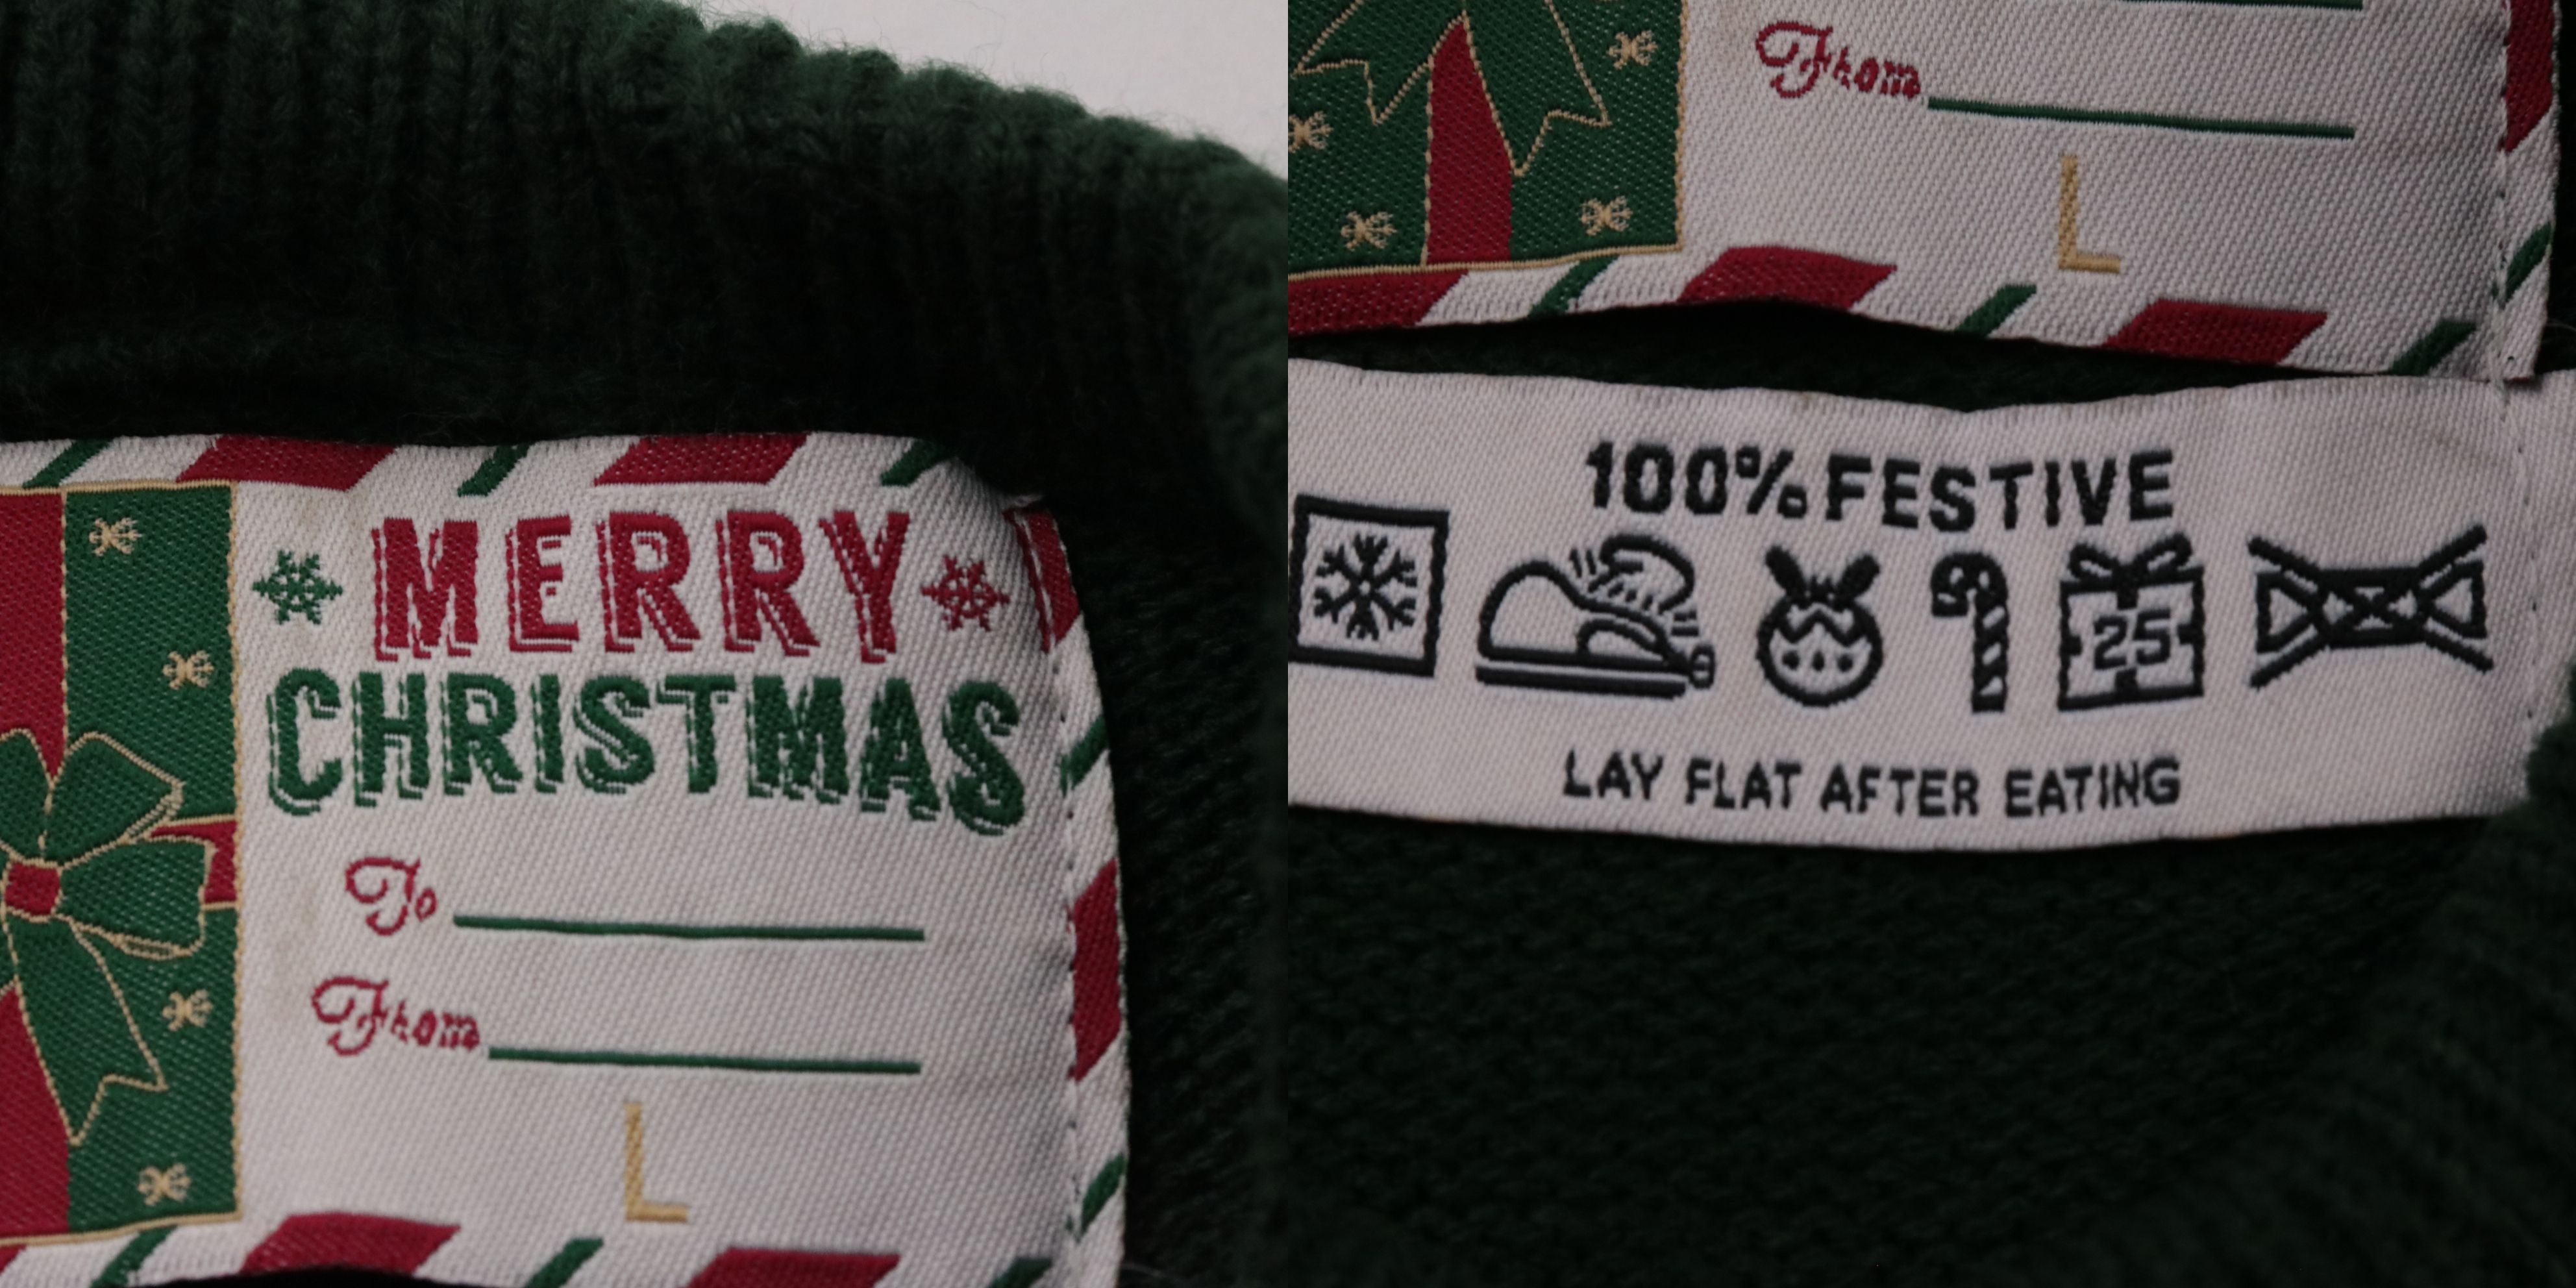 MERRY
CHRISTMAS
To
From
L
From
L
100% FESTIVE
25
LAY FLAT AFTER EATING